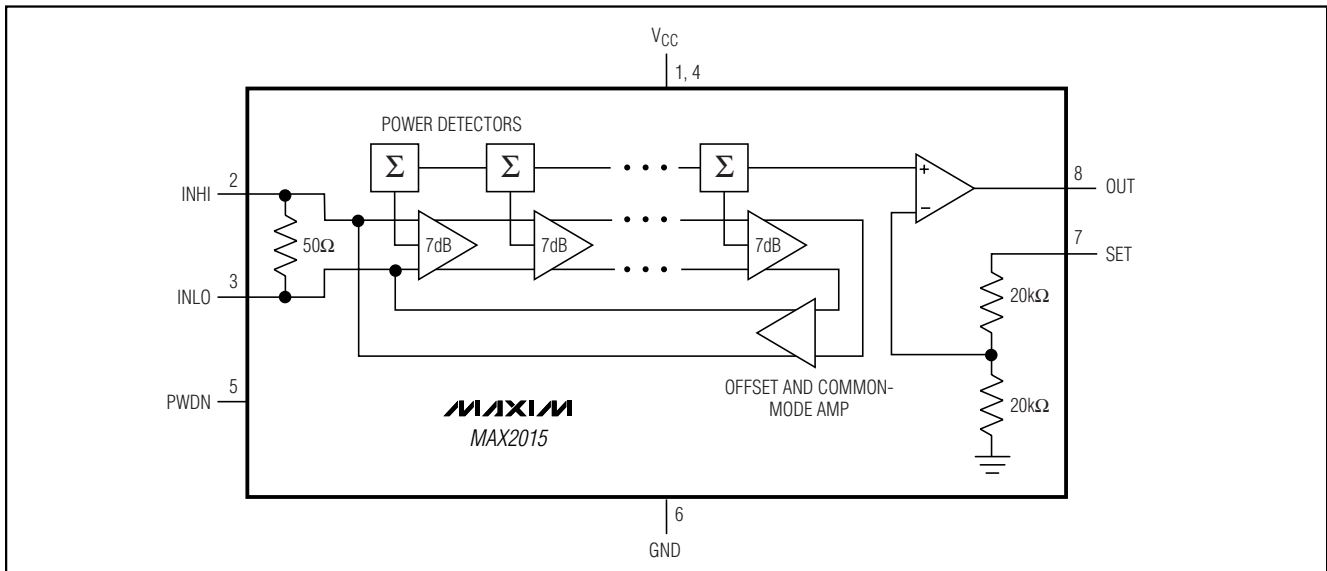 VCC
1, 4
POWER DETECTORS
Σ
Σ
• • •
Σ
+
−
8
OUT
2
INHI
7dB
7dB
• • •
7dB
50Ω
7
SET
3
INLO
• • •
20kΩ
OFFSET AND COMMON-
MODE AMP
5
PWDN
MAXIM
MAX2015
20kΩ
6
GND